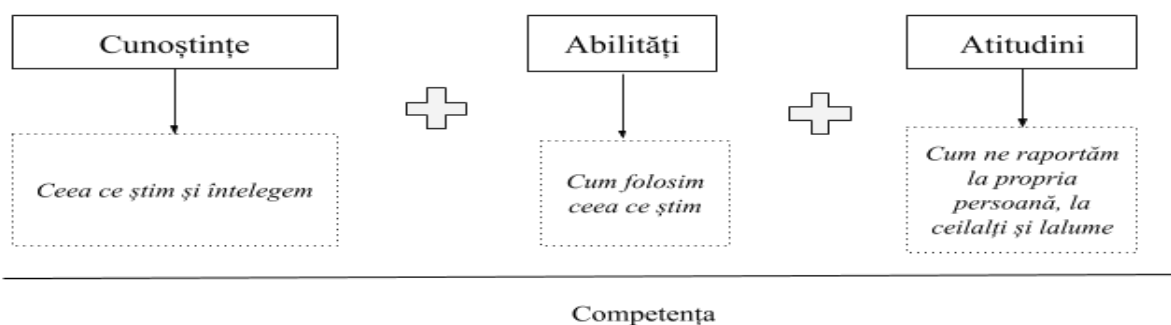 Cunoștințe
Abilități
Atitudini
Ceea ce știm și întelegem
Cum folosim
ceea ce știm
Cum ne raportăm
la propria
persoană, la
ceilalți și lalume
Competența